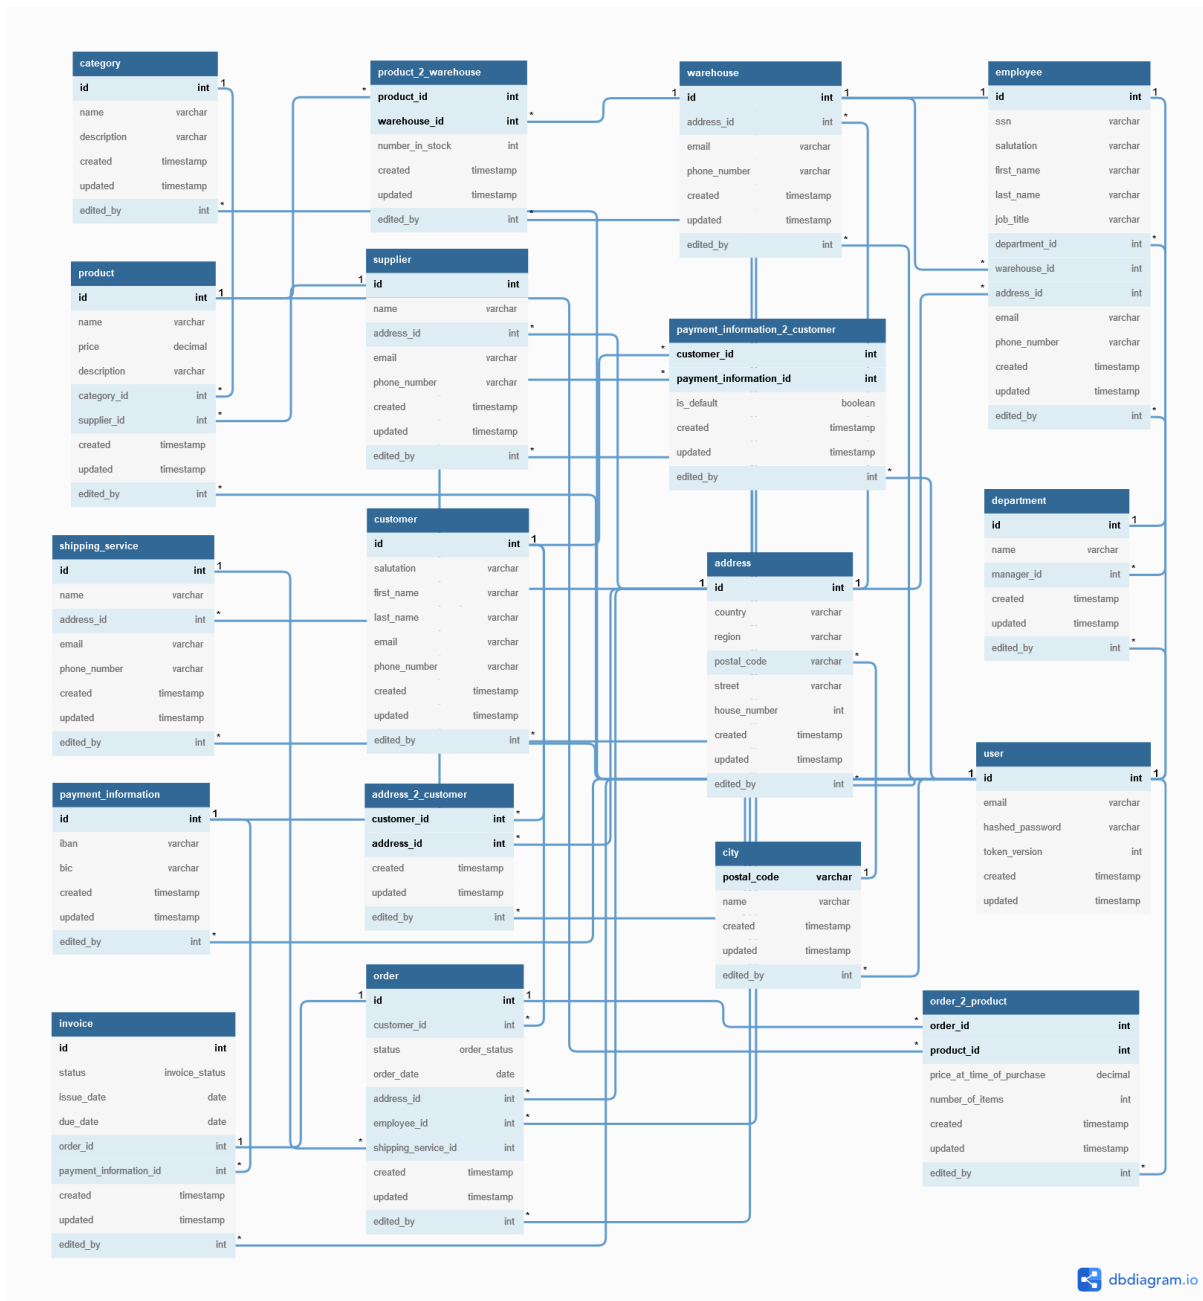 category
id int
name varchar
description varchar
created timestamp
updated timestamp
edited_by int
product_2_warehouse
product_id int
warehouse_id int
number_in_stock int
created timestamp
updated timestamp
edited_by int
warehouse
id int
address_id int
email varchar
phone_number varchar
created timestamp
updated timestamp
edited_by int
employee
id int
ssn varchar
salutation varchar
first_name varchar
last_name varchar
job_title varchar
department_id int
warehouse_id int
address_id int
email varchar
phone_number varchar
created timestamp
updated timestamp
edited_by int
product
id int
name varchar
price decimal
description varchar
category_id int
supplier_id int
created timestamp
updated timestamp
edited_by int
supplier
id int
name varchar
address_id int
email varchar
phone_number varchar
created timestamp
updated timestamp
edited_by int
payment_information_2_customer
customer_id int
payment_information_id int
is_default boolean
created timestamp
updated timestamp
edited_by int
department
id int
name varchar
manager_id int
created timestamp
updated timestamp
edited_by int
shipping_service
id int
name varchar
address_id int
email varchar
phone_number varchar
created timestamp
updated timestamp
edited_by int
customer
id int
salutation varchar
first_name varchar
last_name varchar
email varchar
phone_number varchar
created timestamp
updated timestamp
edited_by int
address
id int
country varchar
region varchar
postal_code varchar
street varchar
house_number int
created timestamp
updated timestamp
edited_by int
user
id int
email varchar
hashed_password varchar
token_version int
created timestamp
updated timestamp
payment_information
id int
iban varchar
bic varchar
created timestamp
updated timestamp
edited_by int
address_2_customer
customer_id int
address_id int
created timestamp
updated timestamp
edited_by int
city
postal_code varchar
name varchar
created timestamp
updated timestamp
edited_by int
invoice
id int
status invoice_status
issue_date date
due_date date
order_id int
payment_information_id int
created timestamp
updated timestamp
edited_by int
order
id int
customer_id int
status order_status
order_date date
address_id int
employee_id int
shipping_service_id int
created timestamp
updated timestamp
edited_by int
order_2_product
order_id int
product_id int
price_at_time_of_purchase decimal
number_of_items int
created timestamp
updated timestamp
edited_by int
dbdiagram.io